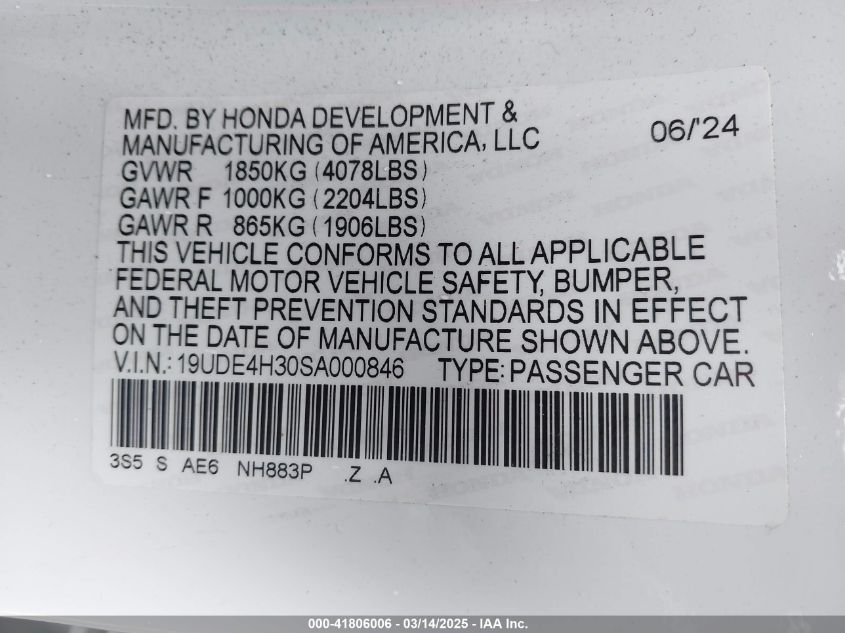 MFD. BY HONDA DEVELOPMENT &
MANUFACTURING OF AMERICA, LLC 06/'24
GVWR 1850KG (4078LBS)
GAWR F 1000KG (2204LBS)
GAWR R 865KG (1906LBS)
THIS VEHICLE CONFORMS TO ALL APPLICABLE
FEDERAL MOTOR VEHICLE SAFETY, BUMPER,
AND THEFT PREVENTION STANDARDS IN EFFECT
ON THE DATE OF MANUFACTURE SHOWN ABOVE.
V.I.N.: 19UDE4H30SA000846 TYPE: PASSENGER CAR
3S5 S AE6 NH883P .Z .A
000-41806006 - 03/14/2025 - IAA Inc.